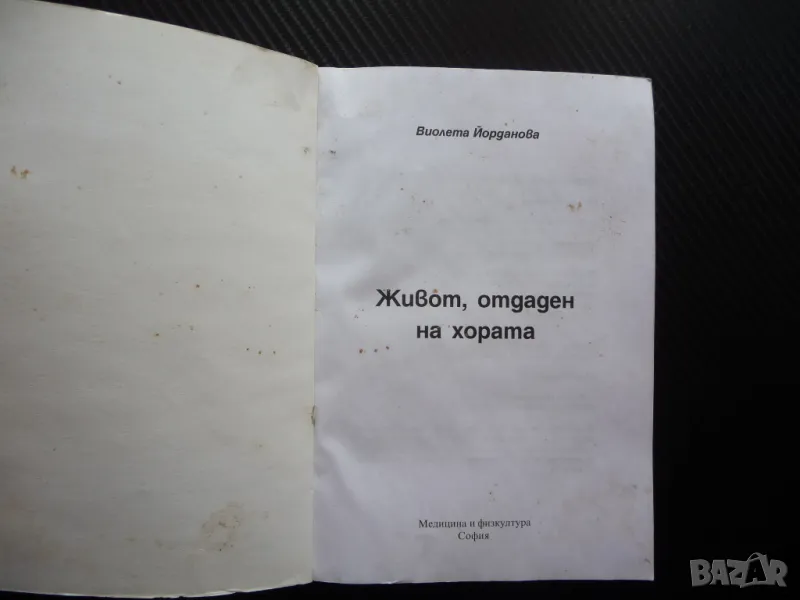 Виолета Йорданова
Живот, отдаден
на хората
Медицина и физкултура
София
BAZAR